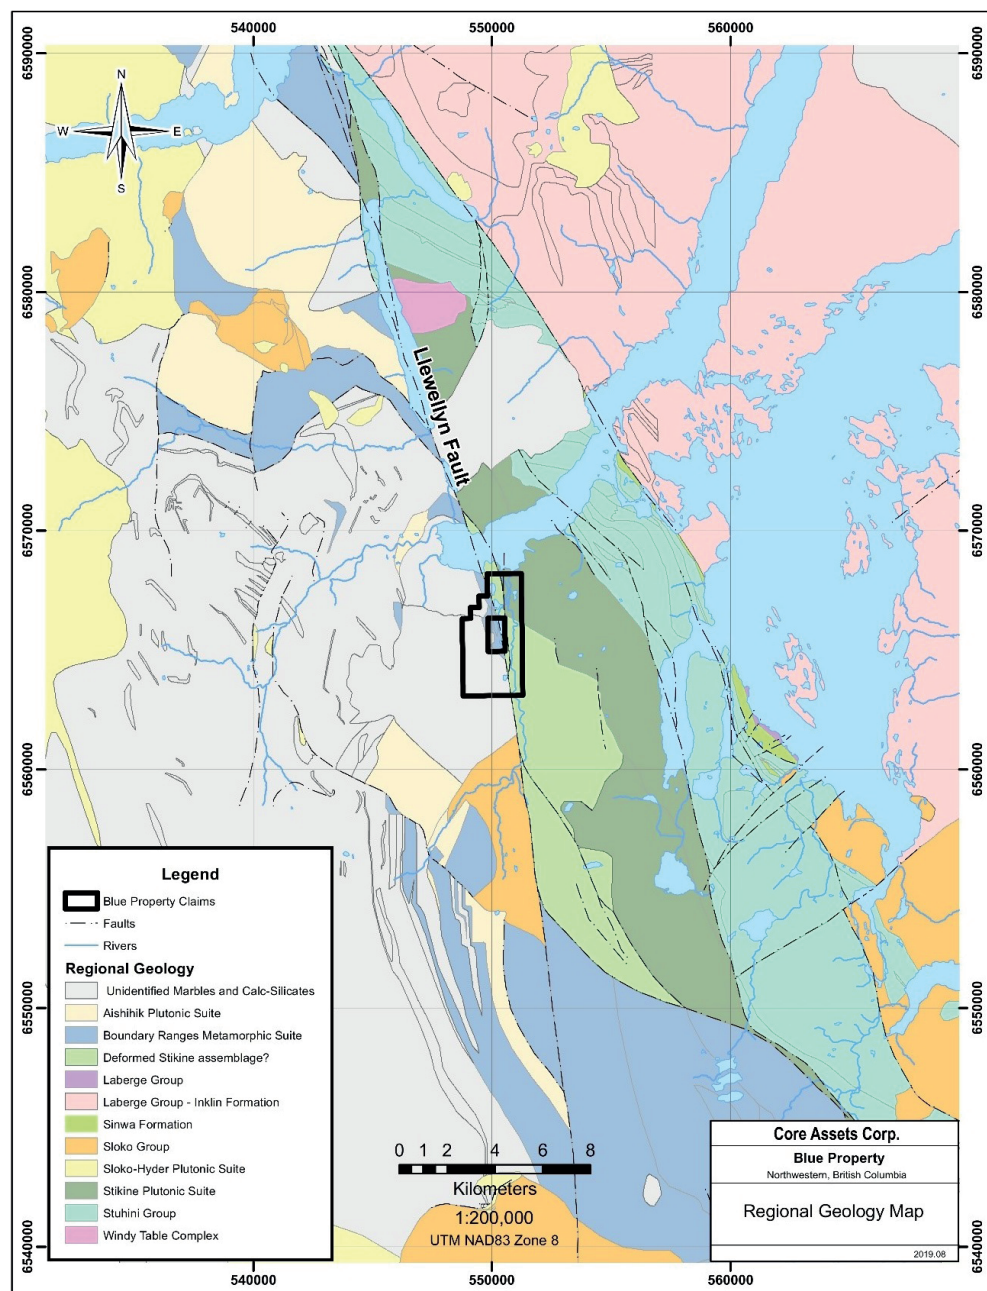 540000 550000 560000
6590000 6590000
N
W E
S
6580000 6580000
Llewellyn Fault
6570000 6570000
6560000 6560000
Legend
Blue Property Claims
Faults
Rivers
Regional Geology
Unidentified Marbles and Calc-Silicates
Aishihik Plutonic Suite
Boundary Ranges Metamorphic Suite
Deformed Stikine assemblage?
Laberge Group
Laberge Group - Inklin Formation
Sinwa Formation
Sloko Group
Sloko-Hyder Plutonic Suite
Stikine Plutonic Suite
Stuhini Group
Windy Table Complex
6550000 6550000
0 1 2 4 6 8
Kilometers
1:200,000
UTM NAD83 Zone 8
Core Assets Corp.
Blue Property
Northwestern, British Columbia
Regional Geology Map
2019.08
6540000 6540000
540000 550000 560000